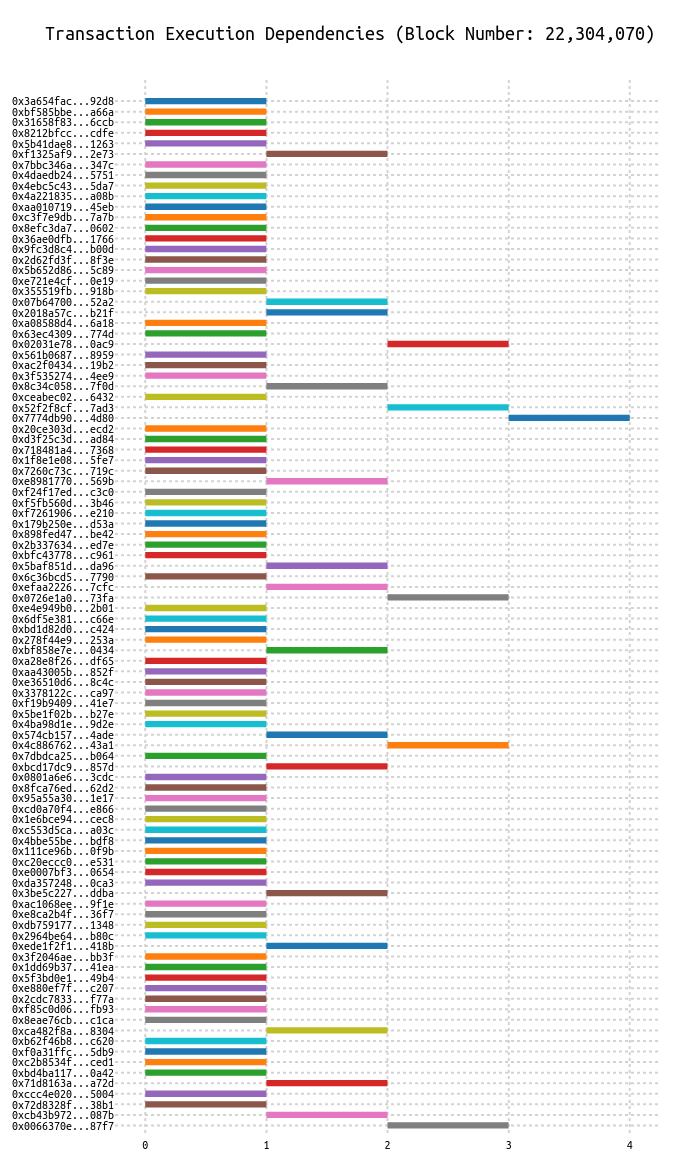 Transaction Execution Dependencies (Block Number: 22,304,070)
0x3a654fac...92d8
0xbf585bbe...a66a
0x31658f83...6ccb
0x8212bfcc...cdfe
0x5b41dae8...1263
0xf1325af9...2e73
0x7bbc346a...347c
0x4daedb24...5751
0x4ebc5c43...5da7
0x4a221835...a08b
0xaa010719...45eb
0xc3f7e9db...7a7b
0x8efc3da7...0602
0x36ae0dfb...1766
0x9fc3d8c4...b00d
0x2d62fd3f...8f3e
0x5b652d86...5c89
0xe721e4cf...0e19
0x355519fb...918b
0x07b64700...52a2
0x2018a57c...b21f
0xa08588d4...6a18
0x63ec4309...774d
0x02031e78...0ac9
0x561b0687...8959
0xac2f0434...19b2
0x3f535274...4ee9
0x8c34c058...7f0d
0xceabec02...6432
0x52f2f8cf...7ad3
0x7774db90...4d80
0x20ce303d...ecd2
0xd3f25c3d...ad84
0x718481a4...7368
0x1f8e1e08...5fe7
0x7260c73c...719c
0xe8981770...569b
0xf24f17ed...c3c0
0xf5fb560d...3b46
0xf7261906...e210
0x179b250e...d53a
0x898fed47...be42
0x2b337634...ed7e
0xbfc43778...c961
0x5baf851d...da96
0x6c36bcd5...7790
0xefaa2226...7cfc
0x0726e1a0...73fa
0xe4e949b0...2b01
0x6df5e381...c66e
0xbd1d82d0...c424
0x278f44e9...253a
0xbf858e7e...0434
0xa28e8f26...df65
0xaa43005b...852f
0xe36510d6...8c4c
0x3378122c...ca97
0xf19b9409...41e7
0x5be1f02b...b27e
0x4ba98d1e...9d2e
0x574cb157...4ade
0x4c886762...43a1
0x7dbdca25...b064
0xbcd17dc9...857d
0x0801a6e6...3cdc
0x8fca76ed...62d2
0x95a55a30...1e17
0xcd0a70f4...e866
0x1e6bce94...cec8
0xc553d5ca...a03c
0x4bbe55be...bdf8
0x111ce96b...0f9b
0xc20eccc0...e531
0xe0007bf3...0654
0xda357248...0ca3
0x3be5c227...ddba
0xac1068ee...9f1e
0xe8ca2b4f...36f7
0xdb759177...1348
0x2964be64...b80c
0xede1f2f1...418b
0x3f2046ae...bb3f
0x1dd69b37...41ea
0x5f3bd0e1...49b4
0xe880ef7f...c207
0x2cdc7833...f77a
0xf85c0d06...fb93
0x8eae76cb...c1ca
0xca482f8a...8304
0xb62f46b8...c620
0xf0a31ffc...5db9
0xc2b8534f...ced1
0xbd4ba117...0a42
0x71d8163a...a72d
0xccc4e020...5004
0x72d8328f...38b1
0xcb43b972...087b
0x0066370e...87f7
0 1 2 3 4